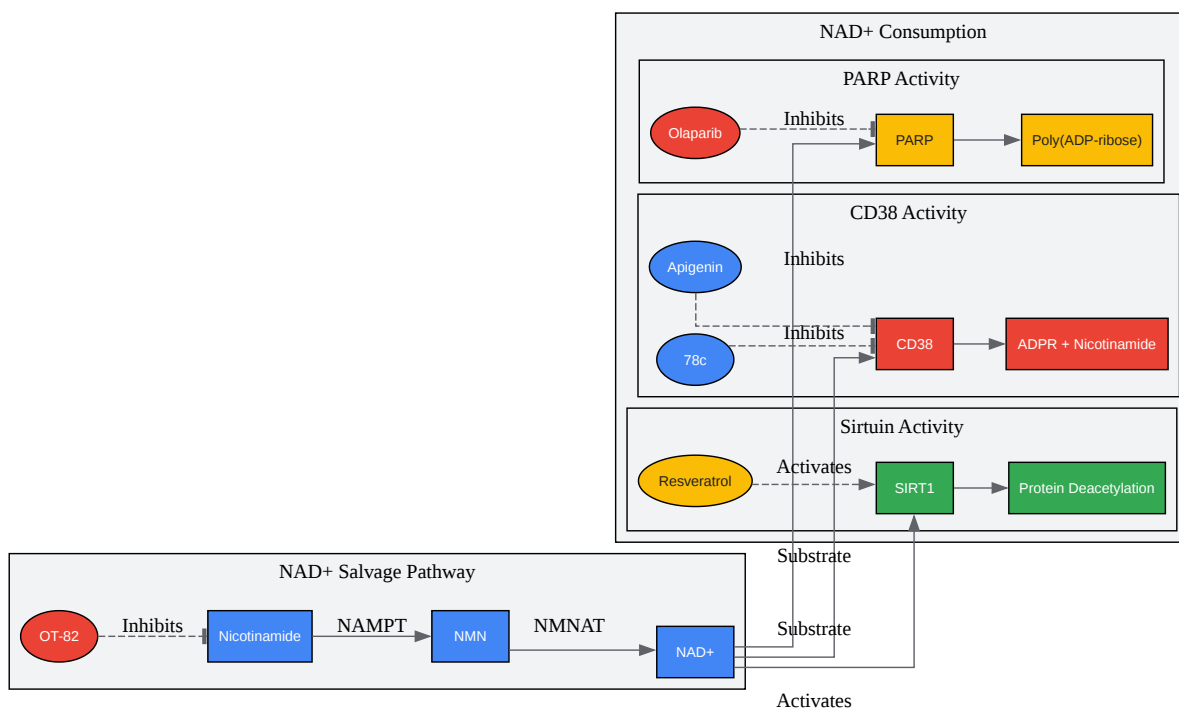 NAD+ Consumption
PARP Activity
Olaparib
Inhibits
PARP
Poly(ADP-ribose)
CD38 Activity
Apigenin
Inhibits
78c
Inhibits
CD38
ADPR + Nicotinamide
Sirtuin Activity
Resveratrol
Activates
SIRT1
Protein Deacetylation
NAD+ Salvage Pathway
OT-82
Inhibits
Nicotinamide
NAMPT
NMN
NMNAT
NAD+
Substrate
Substrate
Activates